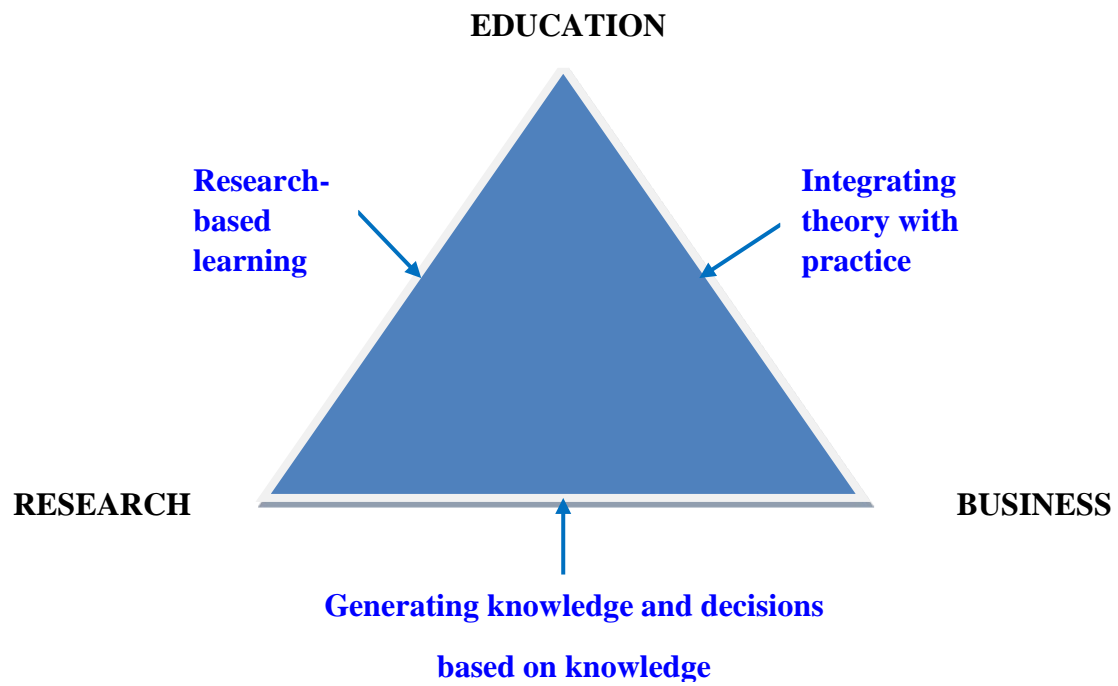 EDUCATION
Research-
based
learning
Integrating
theory with
practice
RESEARCH
BUSINESS
Generating knowledge and decisions
based on knowledge